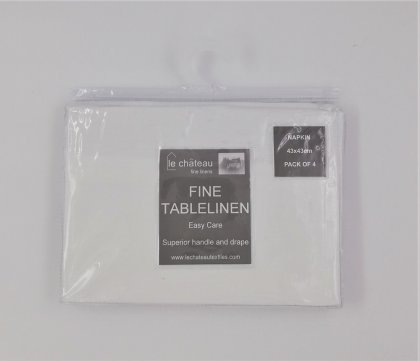 le château
fine linens
FINE
TABLELINEN
Easy Care
Superior handle and drape
www.lechateautextiles.com
NAPKIN
43x43cm
PACK OF 4